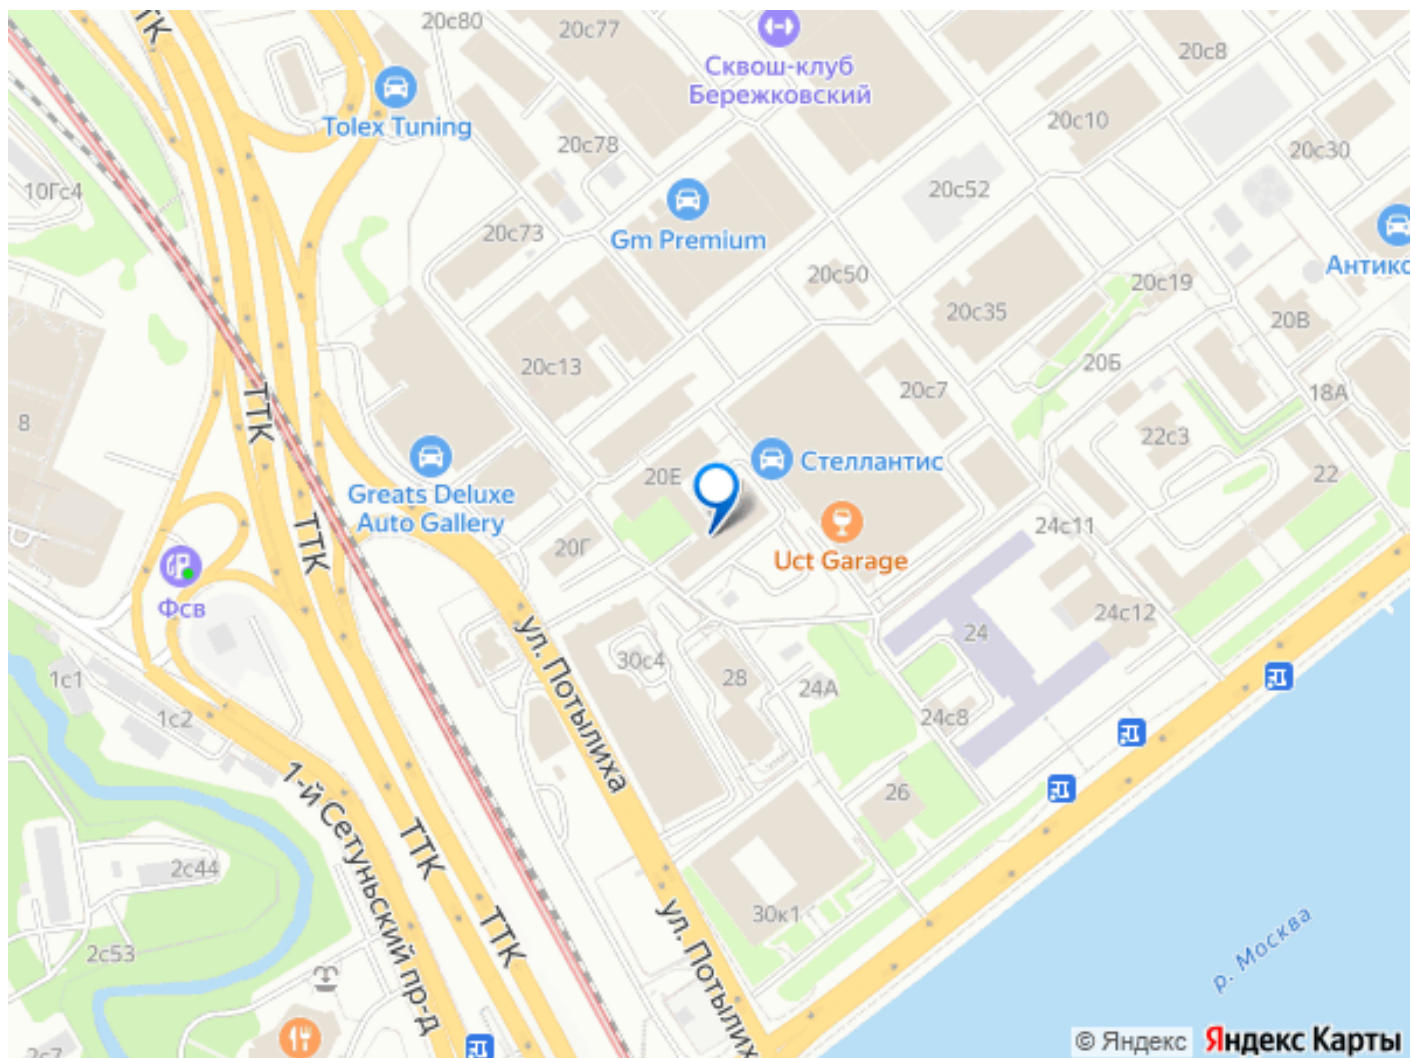 ТТК
20с80
20с77
Сквош-клуб
Бережковский
20с8
Tolex Tuning
20с78
20с10
20с30
10Гс4
20с52
20с73
Gm Premium
20с50
20с19
Антико
20с35
20В
20с13
20Б
20с7
18А
ТТК
8
22с3
20Е
Стеллантис
22
Greats Deluxe
Auto Gallery
ТТК
20Г
24с11
Uct Garage
Фсв
24с12
24
ул. Потылиха
30с4
28
24А
1с1
1с2
24с8
1-й Сетуньский пр-д
26
ТТК
2с44
30к1
ул. Потылих
ТТК
2с53
р. Москва
2с7
© Яндекс
Яндекс Карты